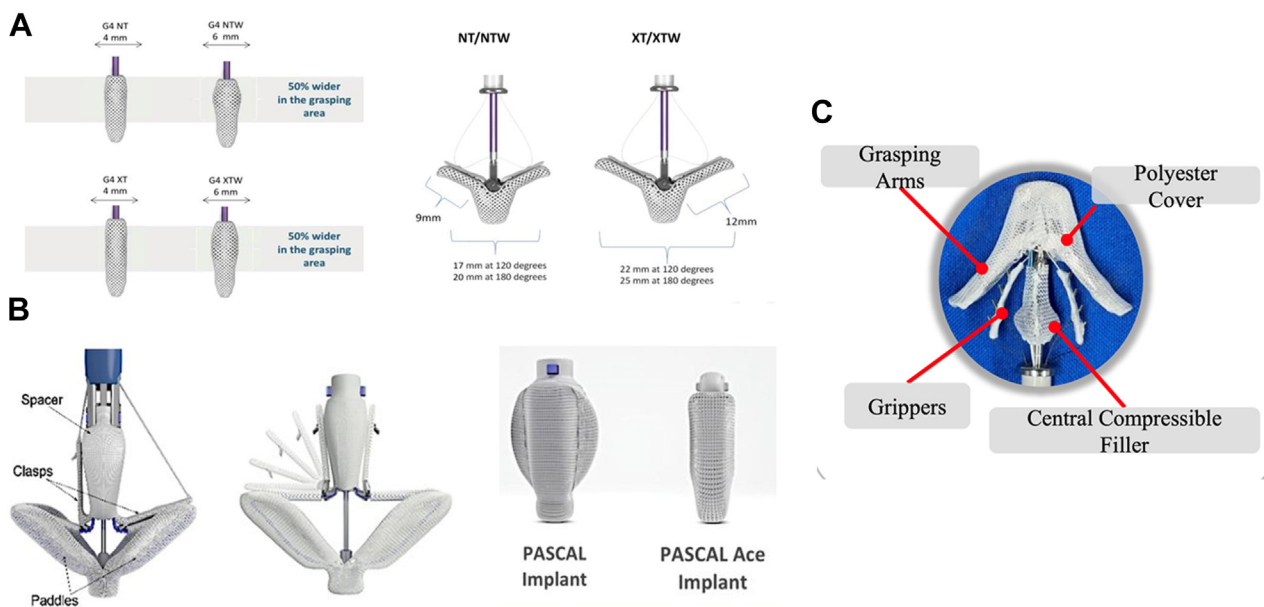 A
G4 NT
4 mm
G4 NTW
6 mm
50% wider
in the grasping
area
G4 XT
4 mm
G4 XTW
6 mm
50% wider
in the grasping
area
NT/NTW
XT/XTW
9mm
12mm
17 mm at 120 degrees
20 mm at 180 degrees
22 mm at 120 degrees
25 mm at 180 degrees
B
Spacer
Clasps
Paddles
PASCAL
Implant
PASCAL Ace
Implant
C
Grasping
Arms
Polyester
Cover
Grippers
Central Compressible
Filler